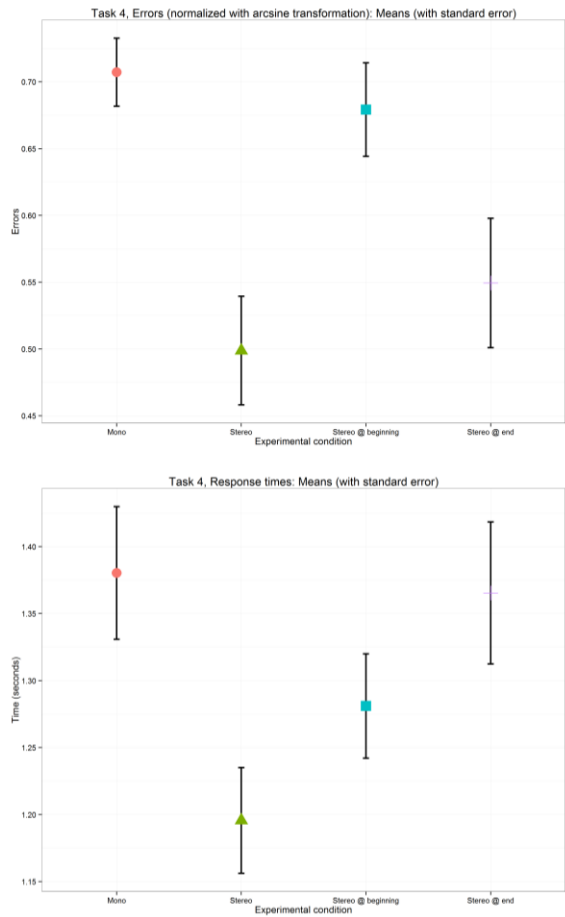 Task 4, Errors (normalized with arcsine transformation): Means (with standard error)
Errors
0.70
0.65
0.60
0.55
0.50
0.45
Mono Stereo Stereo @ beginning Stereo @ end
Experimental condition
Task 4, Response times: Means (with standard error)
Time (seconds)
1.40
1.35
1.30
1.25
1.20
1.15
Mono Stereo Stereo @ beginning Stereo @ end
Experimental condition